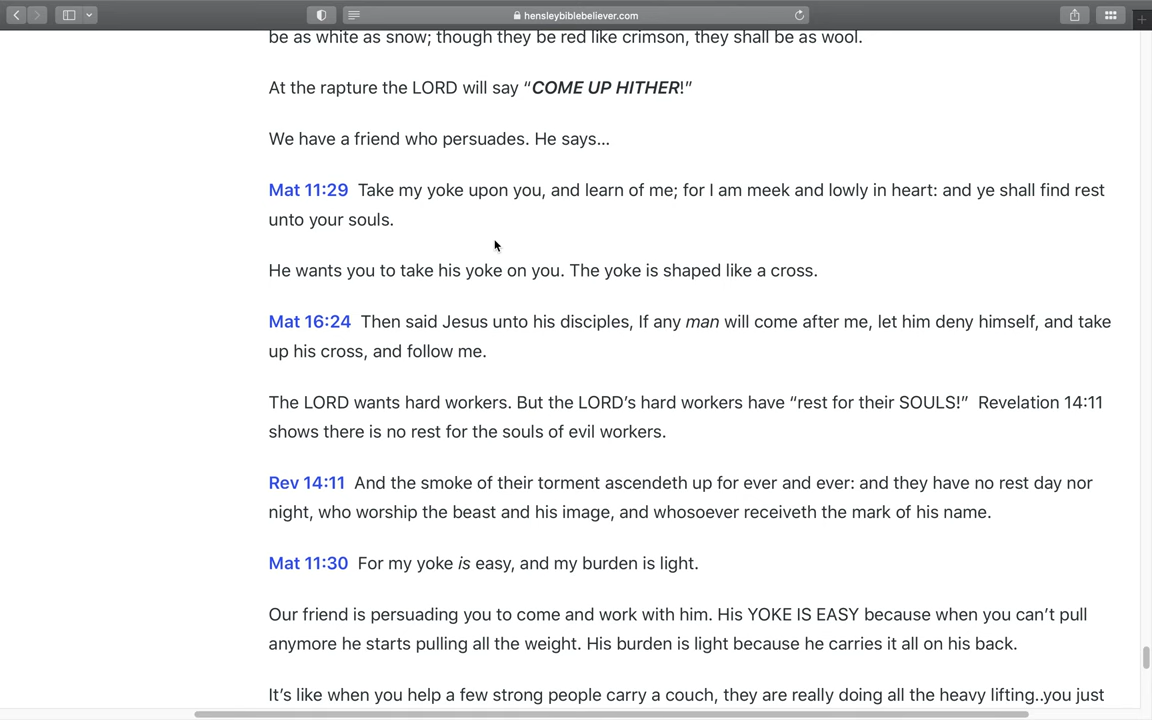 hensleybiblebeliever.com
be as white as snow; though they be red like crimson, they shall be as wool.
At the rapture the LORD will say “COME UP HITHER!”
We have a friend who persuades. He says...
Mat 11:29 Take my yoke upon you, and learn of me; for I am meek and lowly in heart: and ye shall find rest
unto your souls.
He wants you to take his yoke on you. The yoke is shaped like a cross.
Mat 16:24 Then said Jesus unto his disciples, If any man will come after me, let him deny himself, and take
up his cross, and follow me.
The LORD wants hard workers. But the LORD’s hard workers have “rest for their SOULS!” Revelation 14:11
shows there is no rest for the souls of evil workers.
Rev 14:11 And the smoke of their torment ascendeth up for ever and ever: and they have no rest day nor
night, who worship the beast and his image, and whosoever receiveth the mark of his name.
Mat 11:30 For my yoke is easy, and my burden is light.
Our friend is persuading you to come and work with him. His YOKE IS EASY because when you can’t pull
anymore he starts pulling all the weight. His burden is light because he carries it all on his back.
It’s like when you help a few strong people carry a couch, they are really doing all the heavy lifting..you just